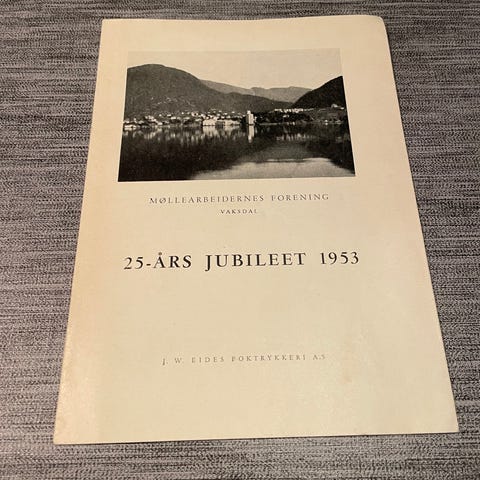 MØLLEARBEIDERNES FORENING
VAKSDAL
25-ÅRS JUBILEET 1953
J. W. EIDES BOKTRYKKERI A.S